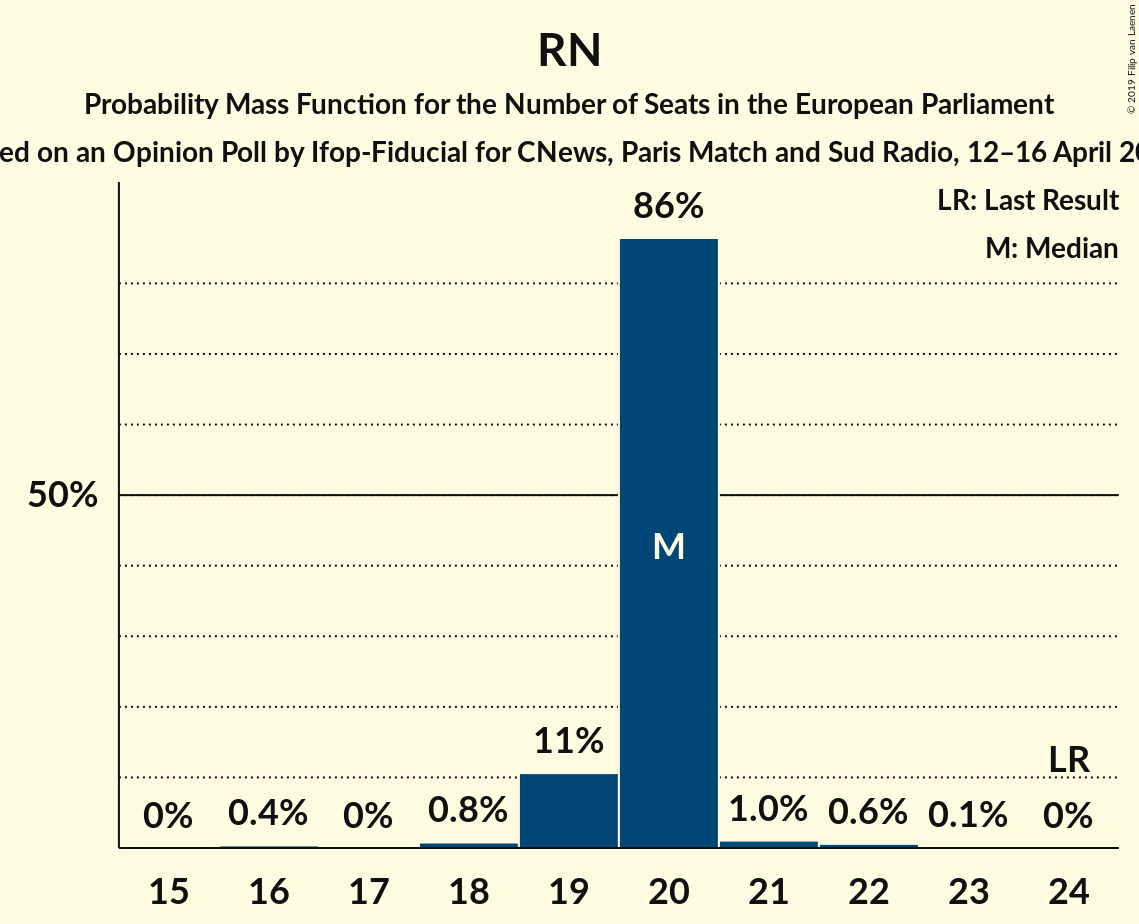 RN
Probability Mass Function for the Number of Seats in the European Parliament
on an Opinion Poll by Ifop-Fiducial for CNews, Paris Match and Sud Radio, 12–16 April
© 2019 Filip van Laenen
LR: Last Result
M: Median
86%
50%
M
11%
LR
0% 0.4% 0% 0.8% 1.0% 0.6% 0.1% 0%
15 16 17 18 19 20 21 22 23 24